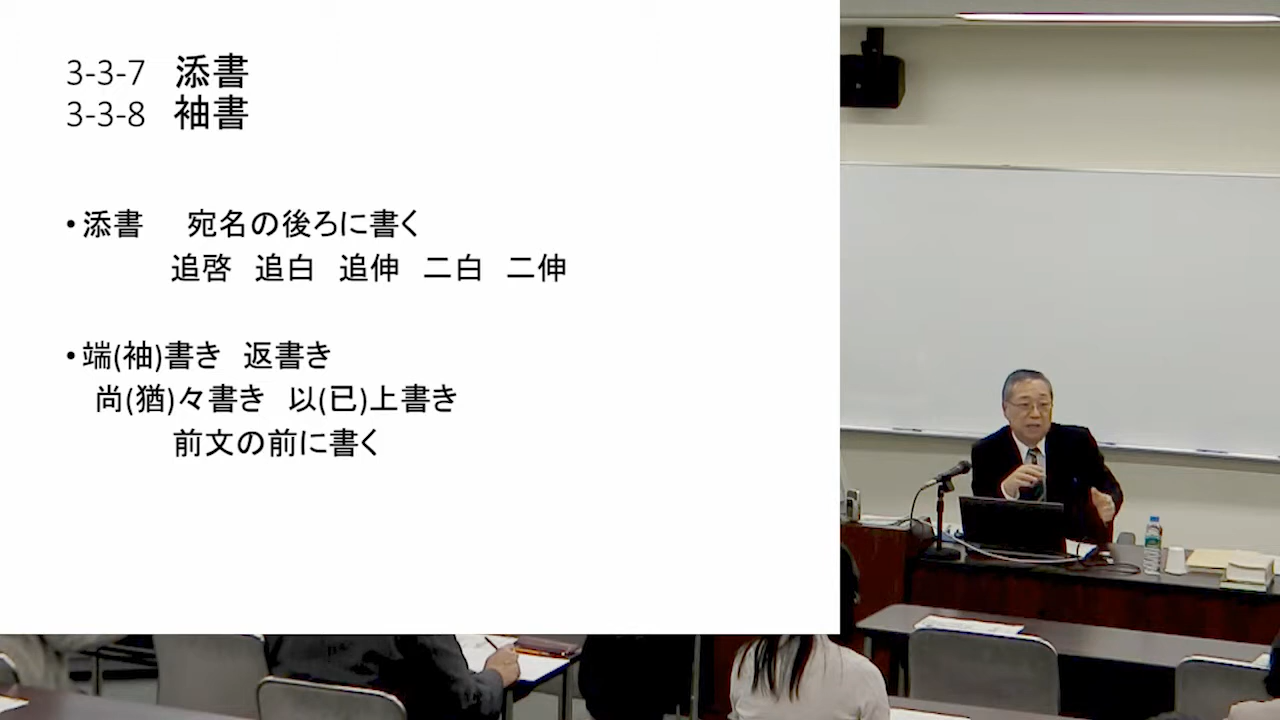 3-3-7 添書
3-3-8 袖書
•添書 宛名の後ろに書く
追啓 追白 追伸 二白 二伸
•端(袖)書き 返書き
尚(猶)々書き 以(已)上書き
前文の前に書く